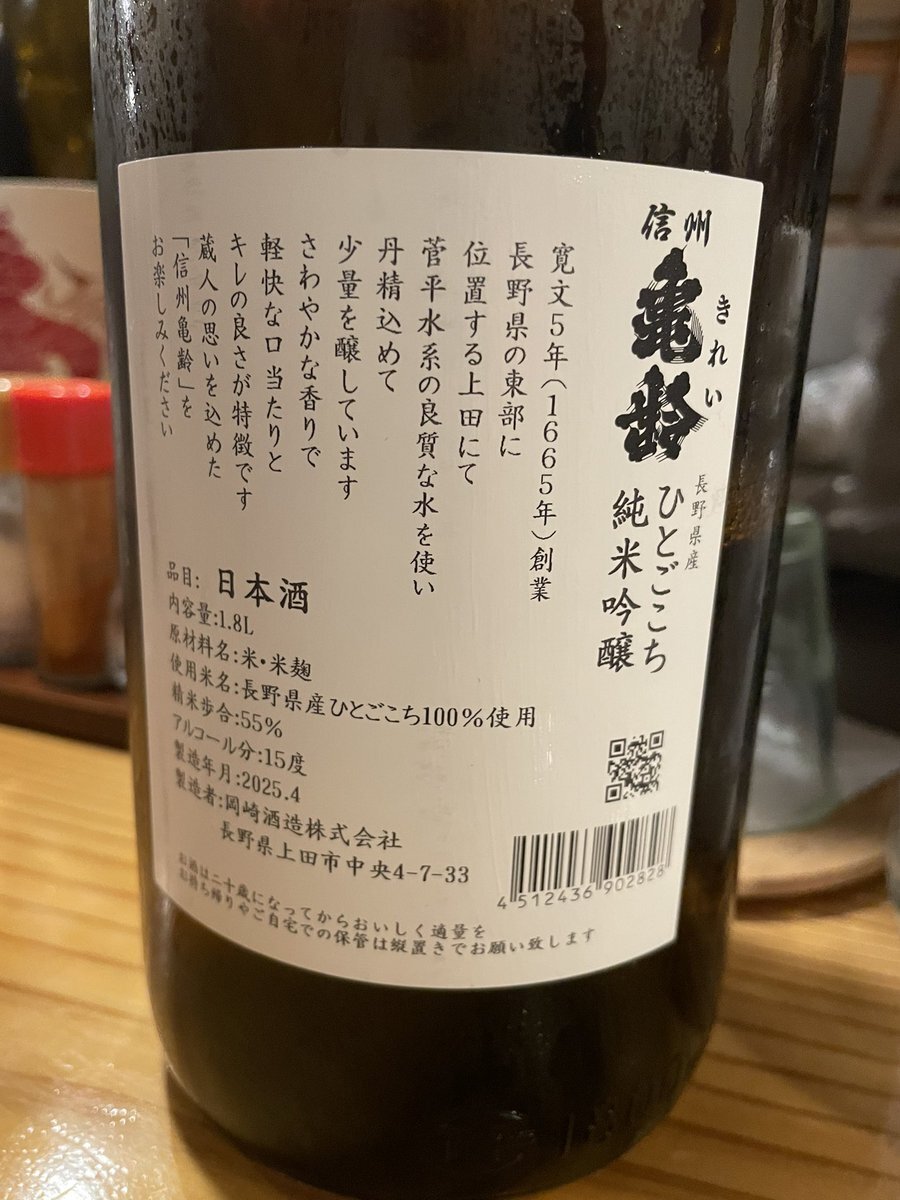 信州
亀齢
きれい
長野県産
ひとごこち
純米吟醸
寛文5年(1665年)創業
長野県の東部に
位置する上田にて
菅平水系の良質な水を使い
丹精込めて
少量を醸しています
さわやかな香りで
軽快な口当たりと
キレの良さが特徴です
蔵人の思いを込めた
「信州亀齢」を
お楽しみください
品目: 日本酒
内容量:1.8L
原材料名:米・米麹
使用米名:長野県産ひとごこち100%使用
精米歩合:55%
アルコール分:15度
製造年月:2025.4
製造者:岡崎酒造株式会社
長野県上田市中央4-7-33
お酒は二十歳になってからおいしく適量を
お持ち帰りやご自宅での保管は縦置きでお願い致します
4 512436 902828